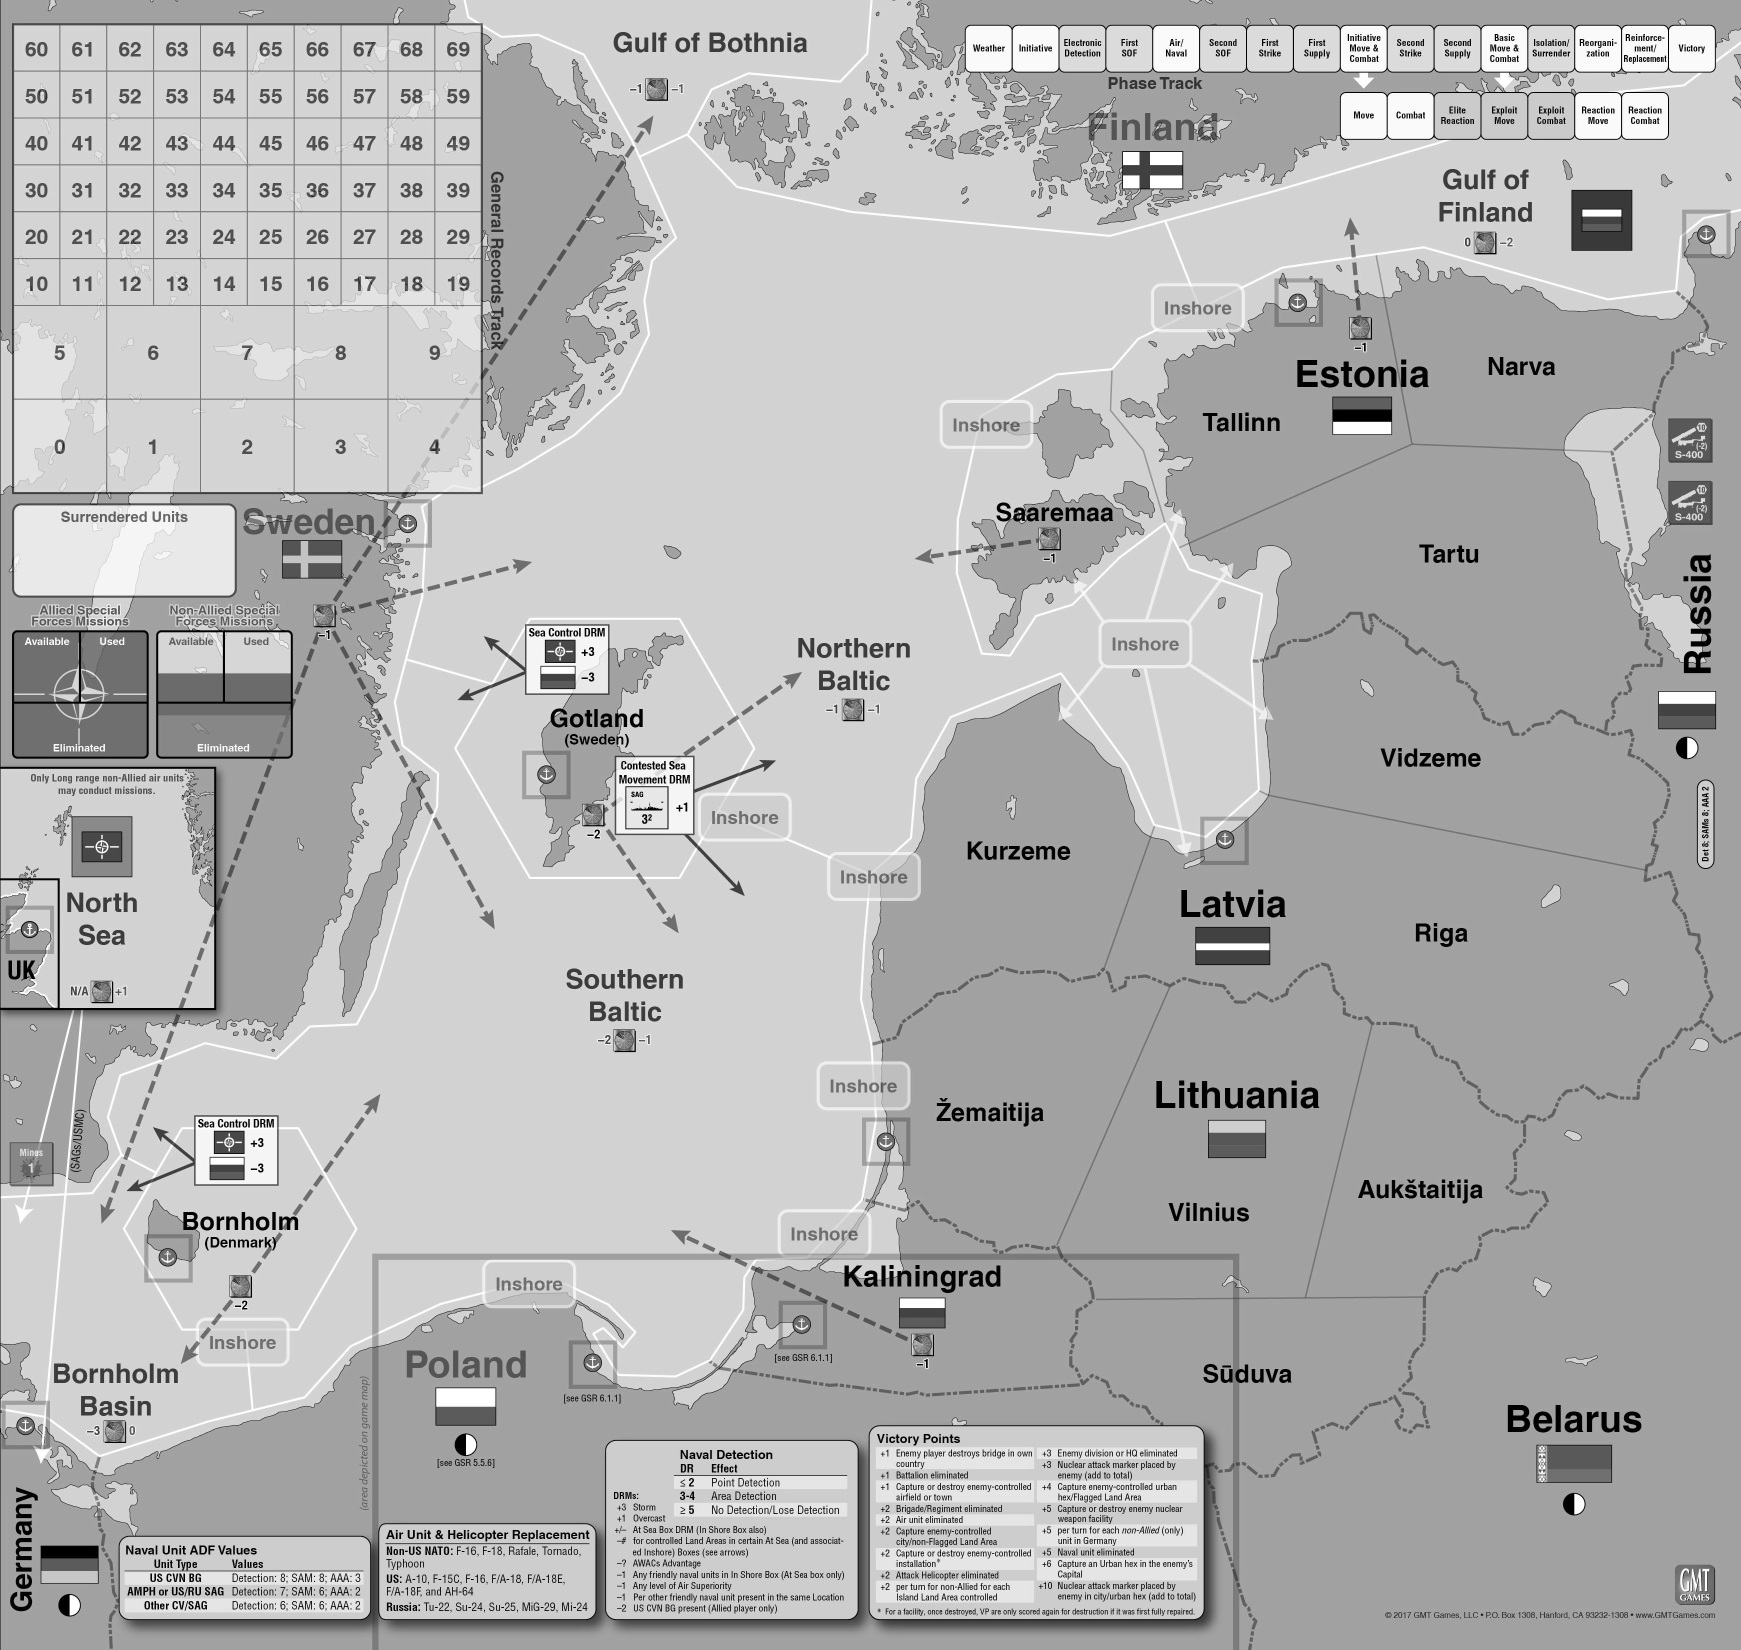 60 61 62 63 64 65 66 67 68 69
50 51 52 53 54 55 56 57 58 59
40 41 42 43 44 45 46 47 48 49
30 31 32 33 34 35 36 37 38 39
20 21 22 23 24 25 26 27 28 29
10 11 12 13 14 15 16 17 18 19
5 6 7 8 9
0 1 2 3 4
General Records Track
Gulf of Bothnia
–1 –1
Weather
Initiative
Electronic
Detection
First
SOF
Air/
Naval
Second
SOF
First
Strike
First
Supply
Initiative
Move &
Combat
Second
Strike
Second
Supply
Basic
Move &
Combat
Isolation/
Surrender
Reorgani-
zation
Reinforce-
ment/
Replacement
Victory
Phase Track
Move
Combat
Elite
Reaction
Exploit
Move
Exploit
Combat
Reaction
Move
Reaction
Combat
Finland
Gulf of
Finland
0 –2
Inshore
–1
Estonia
Narva
Tallinn
Inshore
10
(-2)
S-400
10
(-2)
S-400
Saaremaa
–1
Tartu
Russia
Det 8; SAMs 8; AAA 2
Surrendered Units
Sweden
–1
Allied Special
Forces Missions
Available Used
Eliminated
Non-Allied Special
Forces Missions
Available Used
Eliminated
Only Long range non-Allied air units
may conduct missions.
North
Sea
UK
N/A +1
Sea Control DRM
+3
–3
Gotland
(Sweden)
–2
Contested Sea
Movement DRM
SAG
3²
+1
Inshore
Northern
Baltic
–1 –1
Inshore
Inshore
Vidzeme
Kurzeme
Latvia
Riga
Southern
Baltic
–2 –1
Inshore
Žemaitija
Lithuania
Aukštaitija
Vilnius
Mines
1
(SAGs/USMC)
Sea Control DRM
+3
–3
Bornholm
(Denmark)
–2
Inshore
Inshore
Inshore
Kaliningrad
–1
[see GSR 6.1.1]
[see GSR 6.1.1]
Bornholm
Basin
–3 0
Poland
[see GSR 5.5.6]
(area depicted on game map)
Sūduva
Belarus
Germany
Naval Unit ADF Values
Unit Type Values
US CVN BG Detection: 8; SAM: 6; AAA: 3
AMPH or US/RU SAG Detection: 7; SAM: 6; AAA: 2
Other CV/SAG Detection: 6; SAM: 6; AAA: 2
Air Unit & Helicopter Replacement
Non-US NATO: F-16, F-18, Rafale, Tornado,
Typhoon
US: A-10, F-15C, F-16, F/A-18, F/A-18E,
F/A-18F, and AH-64
Russia: Tu-22, Su-24, Su-25, MiG-29, Mi-24
Naval Detection
DR Effect
≤ 2 Point Detection
3-4 Area Detection
≥ 5 No Detection/Lose Detection
DRMs:
+3 Storm
+1 Overcast
+/– At Sea Box DRM (In Shore Box also)
–# for controlled Land Areas in certain At Sea (and associat-
ed Inshore) Boxes (see arrows)
–? AWACs Advantage
–1 Any friendly naval units in In Shore Box (At Sea box only)
–1 Any level of Air Superiority
–1 Per other friendly naval unit present in the same Location
–2 US CVN BG present (Allied player only)
Victory Points
+1 Enemy player destroys bridge in own
country
+1 Battalion eliminated
+1 Capture or destroy enemy-controlled
airfield or town
+2 Brigade/Regiment eliminated
+2 Air unit eliminated
+2 Capture enemy-controlled
city/non-Flagged Land Area
+2 Capture or destroy enemy-controlled
installation*
+2 Attack Helicopter eliminated
+2 per turn for non-Allied for each
Island Land Area controlled
+3 Enemy division or HQ eliminated
+3 Nuclear attack marker placed by
enemy (add to total)
+4 Capture enemy-controlled urban
hex/Flagged Land Area
+5 Capture or destroy enemy nuclear
weapon facility
+5 per turn for each non-Allied (only)
unit in Germany
+5 Naval unit eliminated
+6 Capture an Urban hex in the enemy's
Capital
+10 Nuclear attack marker placed by
enemy in city/urban hex (add to total)
* For a facility, once destroyed, VP are only scored again for destruction if it was first fully repaired.
GMT
GAMES
© 2017 GMT Games, LLC • P.O. Box 1308, Hanford, CA 93232-1308 • www.GMTGames.com